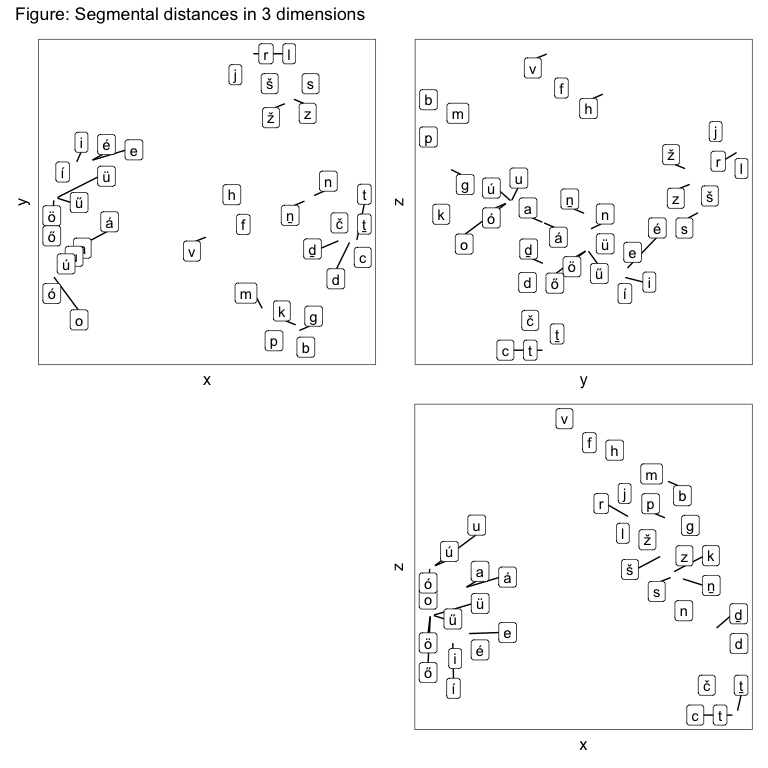 Figure: Segmental distances in 3 dimensions
r l
j š s
ž z
i é e
í ü
ű
ö
ő á
ú
ó
o
h n t
ṉ
f č ṯ
v ḏ c
d
m
k g
p b
y
x
v
f
h
b
m
p
j
ž r l
g ú u z š
k ó a ṉ n s
o á ü é
ḏ e
ö ű
d ő í i
č
ṯ
c t
z
y
v
f h
m
j b
r p
u g
l ž
ú z k
š
ó a á s ṉ
o ü n
ű ḏ
ö e d
é
ő i
í č ṯ
c t
z
x